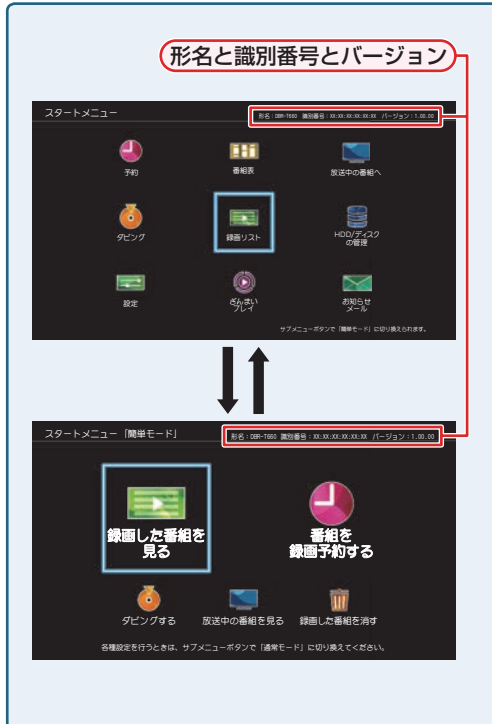 形名と識別番号とバージョン
スタートメニュー
形名：DBR-T660 識別番号：XX:XX:XX:XX:XX:XX バージョン：1.00.00
予約
番組表
放送中の番組へ
ダビング
録画リスト
HDD/ディスク
の管理
設定
ざんまい
プレイ
お知らせ
メール
サブメニューボタンで「簡単モード」に切り換えられます。
スタートメニュー「簡単モード」
形名：DBR-T660 識別番号：XX:XX:XX:XX:XX:XX バージョン：1.00.00
録画した番組を
見る
番組を
録画予約する
ダビングする
放送中の番組を見る
録画した番組を消す
各種設定を行うときは、サブメニューボタンで「通常モード」に切り換えてください。